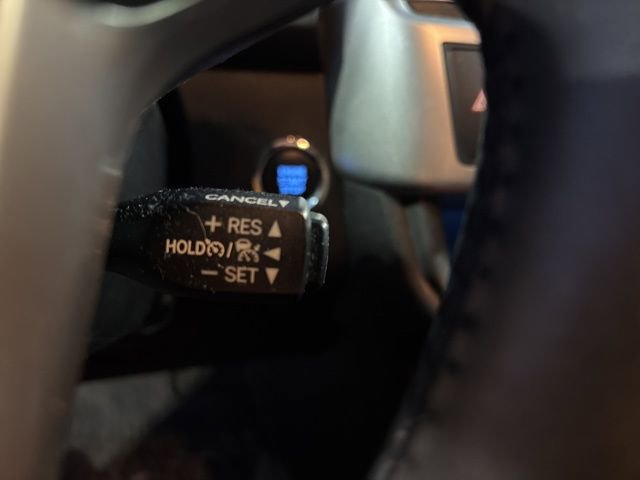 CANCEL▼
+ RES ▲
HOLD / ◀
− SET ▼